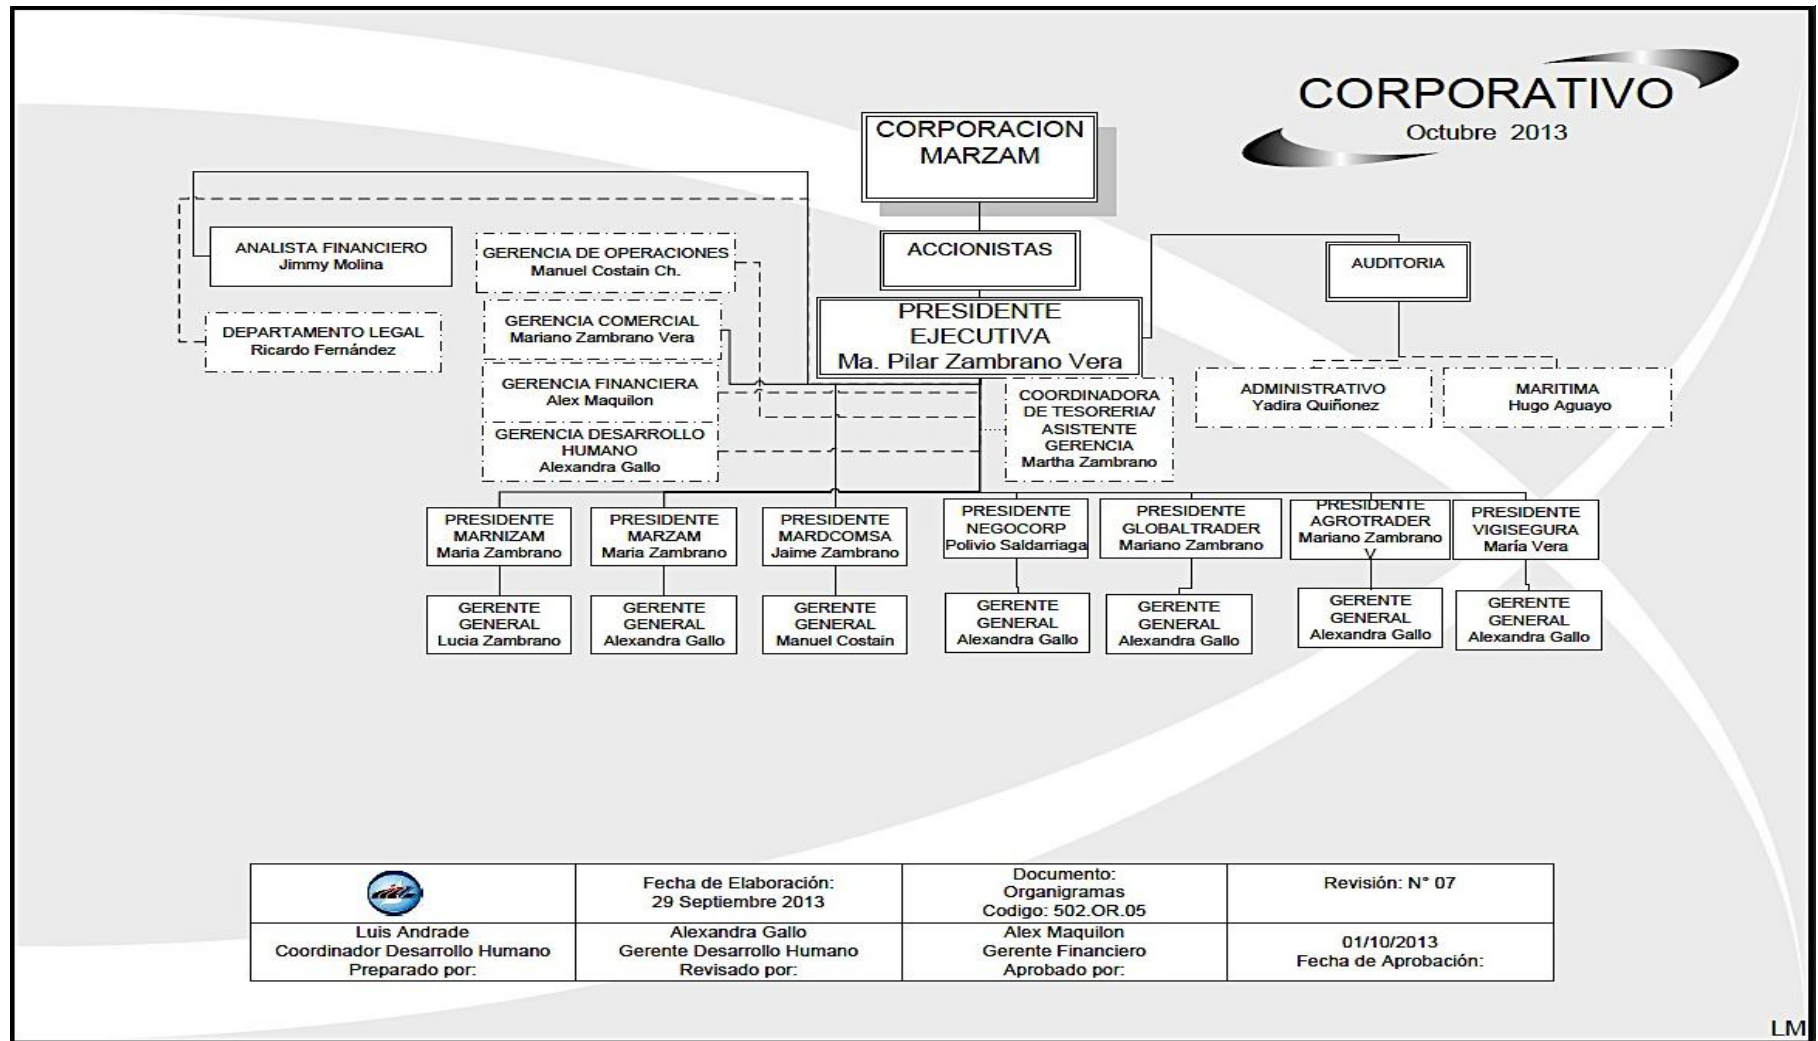 CORPORATIVO
Octubre 2013
CORPORACION
MARZAM
ACCIONISTAS
PRESIDENTE
EJECUTIVA
Ma. Pilar Zambrano Vera
AUDITORIA
ANALISTA FINANCIERO
Jimmy Molina
GERENCIA DE OPERACIONES
Manuel Costain Ch.
DEPARTAMENTO LEGAL
Ricardo Fernández
GERENCIA COMERCIAL
Mariano Zambrano Vera
GERENCIA FINANCIERA
Alex Maquilon
GERENCIA DESARROLLO
HUMANO
Alexandra Gallo
COORDINADORA
DE TESORERIA/
ASISTENTE
GERENCIA
Martha Zambrano
ADMINISTRATIVO
Yadira Quiñonez
MARITIMA
Hugo Aguayo
PRESIDENTE
MARNIZAM
Maria Zambrano
PRESIDENTE
MARZAM
Maria Zambrano
PRESIDENTE
MARDCOMSA
Jaime Zambrano
PRESIDENTE
NEGOCORP
Polivio Saldarriaga
PRESIDENTE
GLOBALTRADER
Mariano Zambrano
PRESIDENTE
AGROTRADER
Mariano Zambrano
V
PRESIDENTE
VIGISEGURA
María Vera
GERENTE
GENERAL
Lucia Zambrano
GERENTE
GENERAL
Alexandra Gallo
GERENTE
GENERAL
Manuel Costain
GERENTE
GENERAL
Alexandra Gallo
GERENTE
GENERAL
Alexandra Gallo
GERENTE
GENERAL
Alexandra Gallo
GERENTE
GENERAL
Alexandra Gallo
Fecha de Elaboración:
29 Septiembre 2013
Documento:
Organigramas
Codigo: 502.OR.05
Revisión: N° 07
Luis Andrade
Coordinador Desarrollo Humano
Preparado por:
Alexandra Gallo
Gerente Desarrollo Humano
Revisado por:
Alex Maquilon
Gerente Financiero
Aprobado por:
01/10/2013
Fecha de Aprobación:
LM